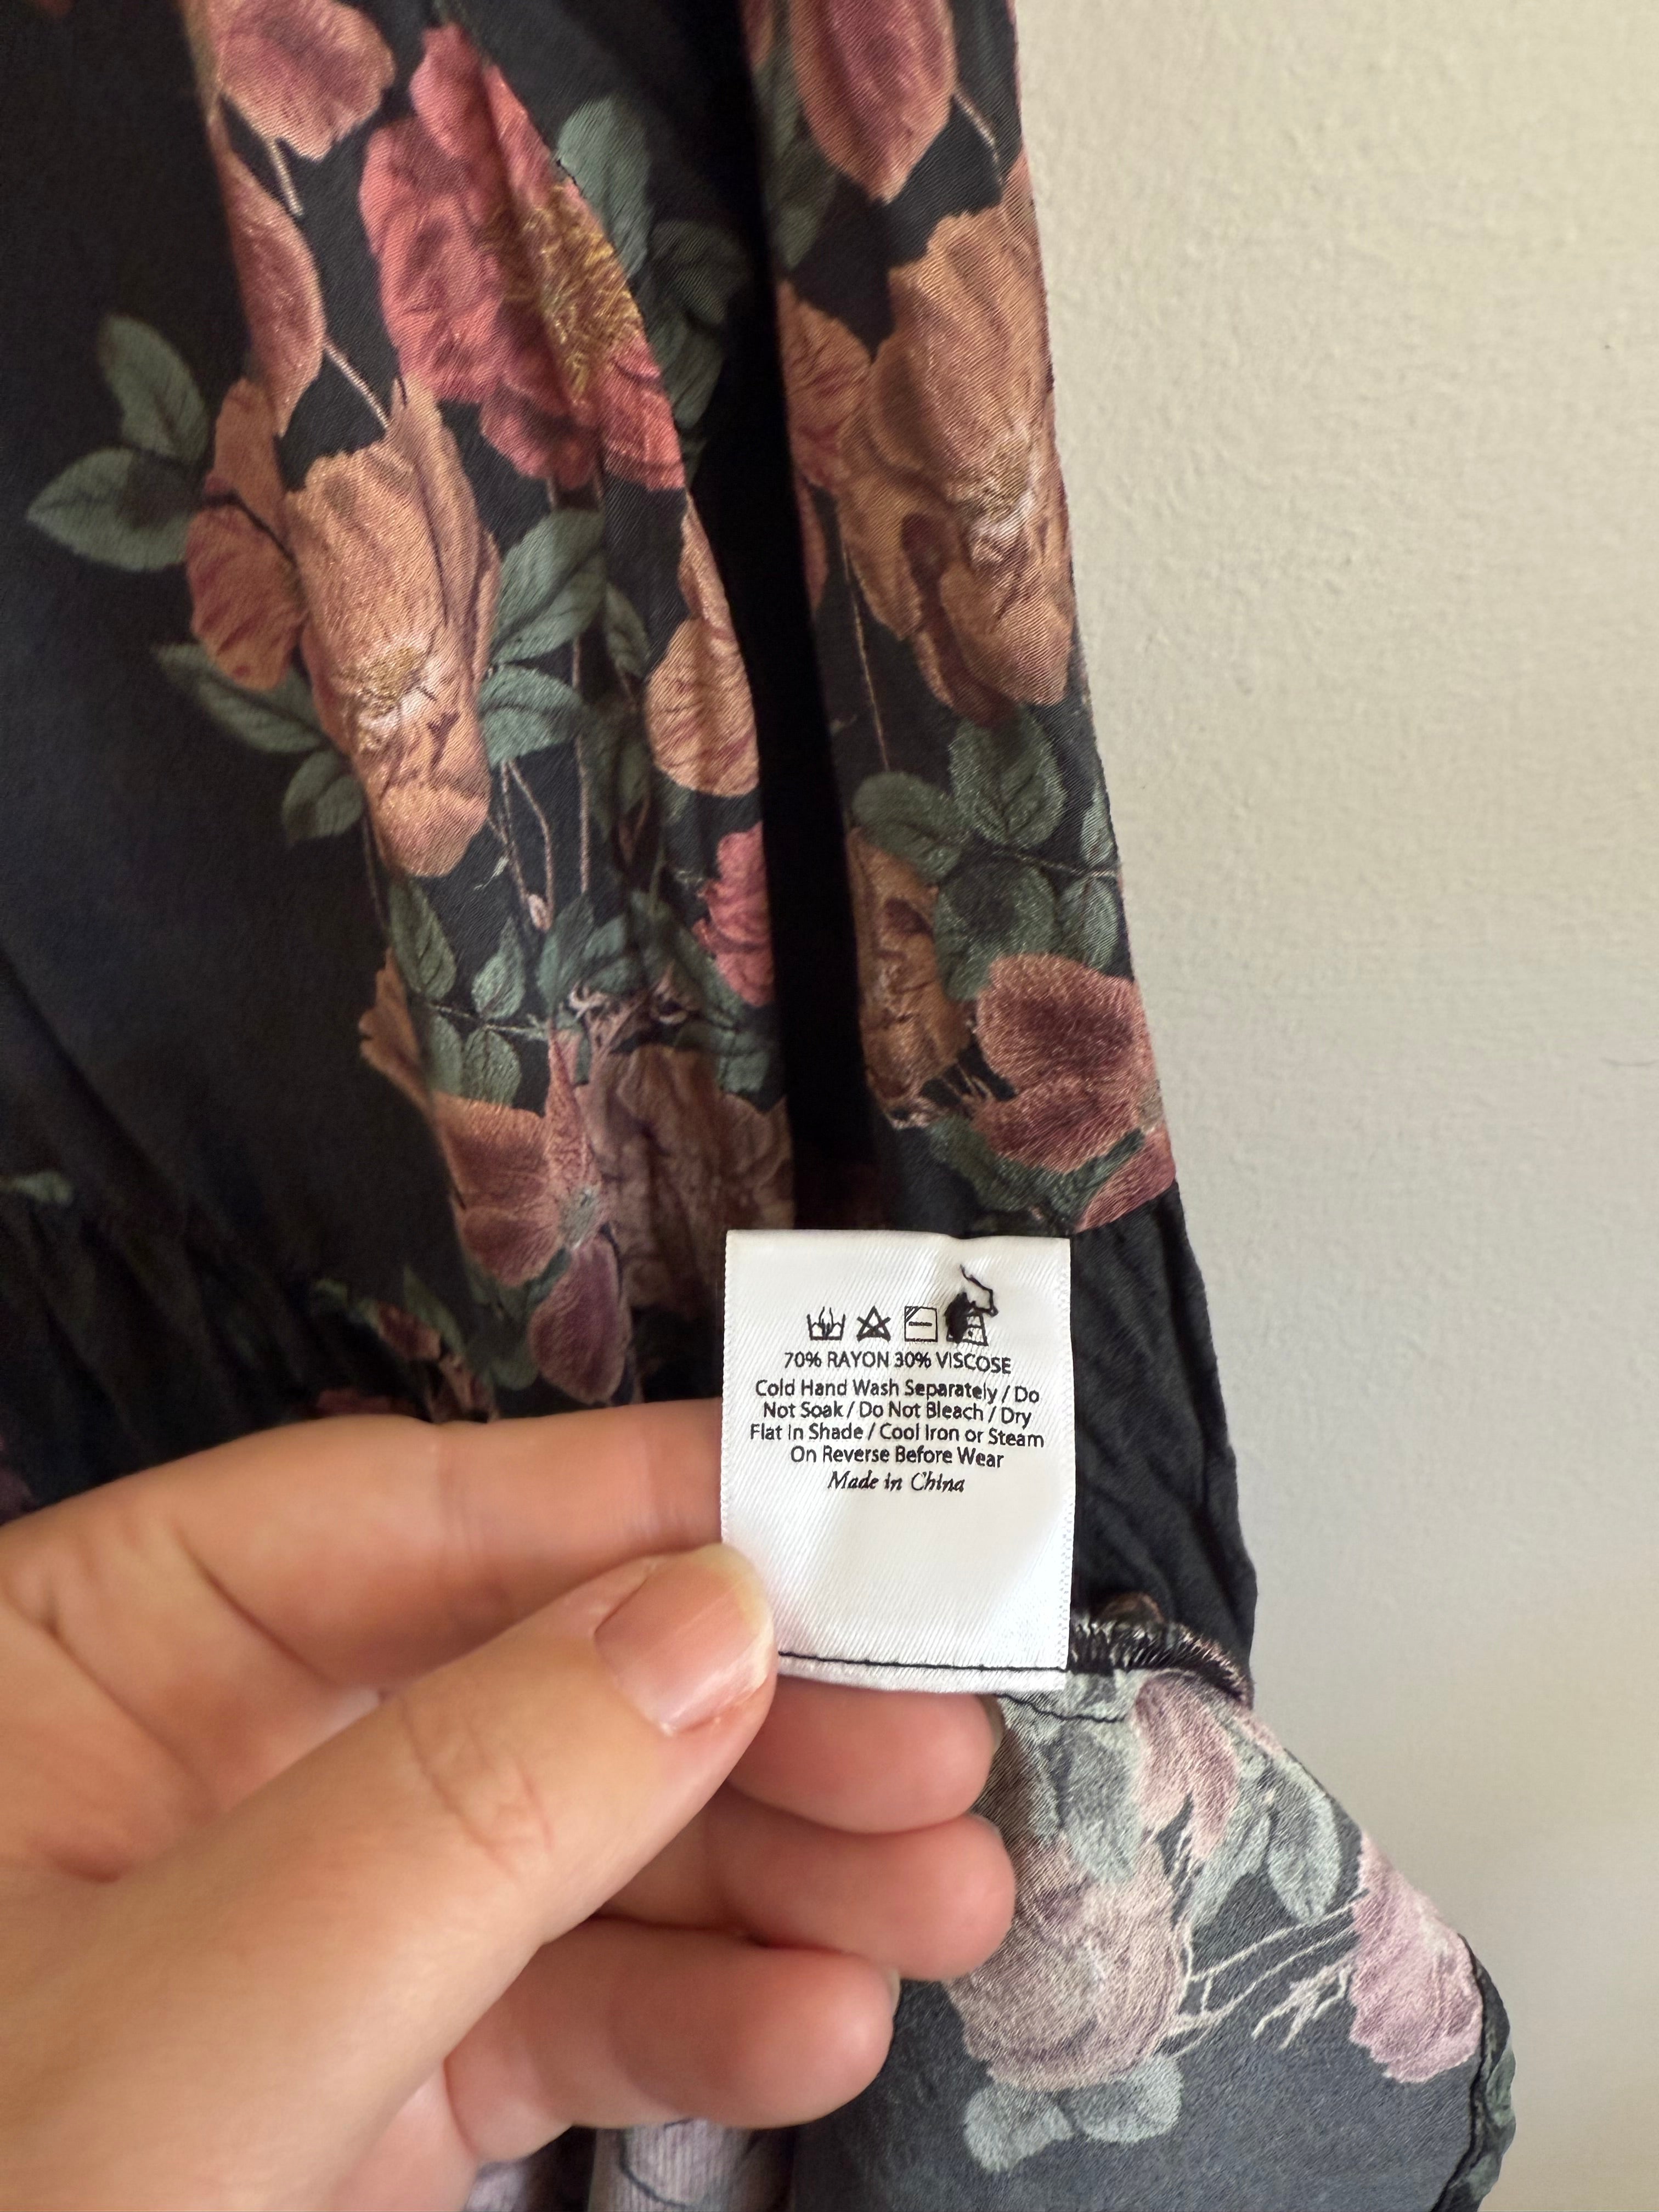 70% RAYON 30% VISCOSE
Cold Hand Wash Separately / Do
Not Soak / Do Not Bleach / Dry
Flat In Shade / Cool Iron or Steam
On Reverse Before Wear
Made in China